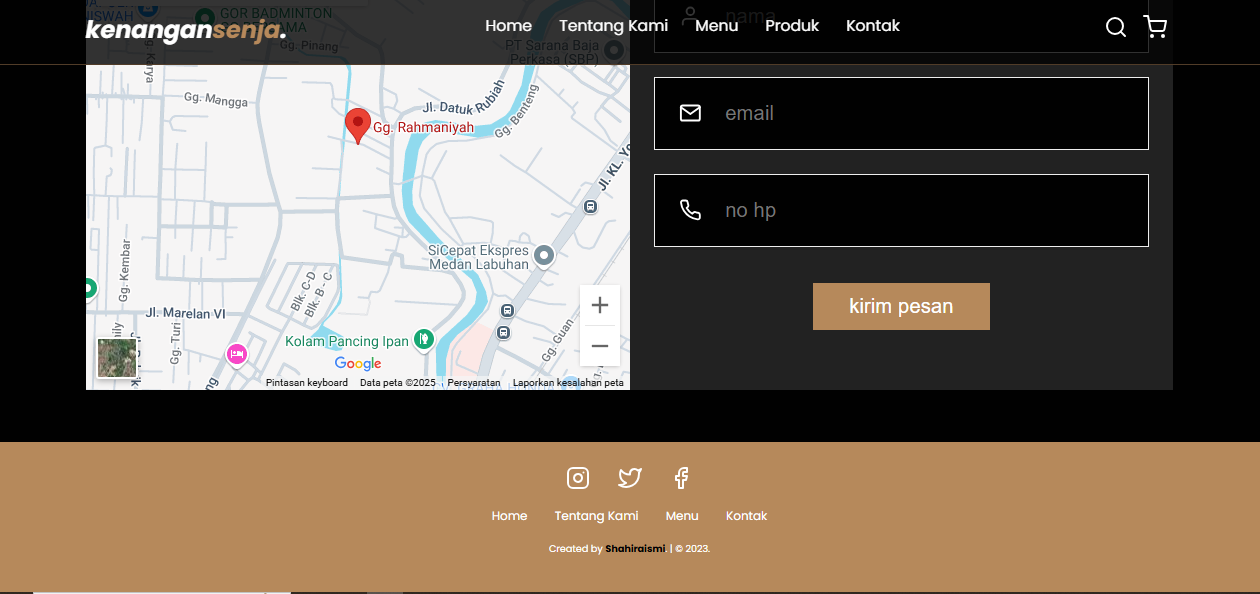 kenangansenja.
Home Tentang Kami Menu Produk Kontak
GOR BADMINTON
Gg. Pinang
PT Sarana Baja
Perkasa (SBP)
Gg. Karya
Gg. Mangga
Jl. Datuk Rubiah
Gg. Benteng
Gg. Rahmaniyah
Jl. KL. Yo
SiCepat Ekspres
Medan Labuhan
Gg. Kembar
Blk. C-D
Blk. B - C
Jl. Marelan VI
Gg. Turi
Gg. Guan
Kolam Pancing Ipan
Google
Pintasan keyboard Data peta ©2025 Persyaratan Laporkan kesalahan peta
nama
email
no hp
kirim pesan
Home Tentang Kami Menu Kontak
Created by Shahiraismi. | © 2023.